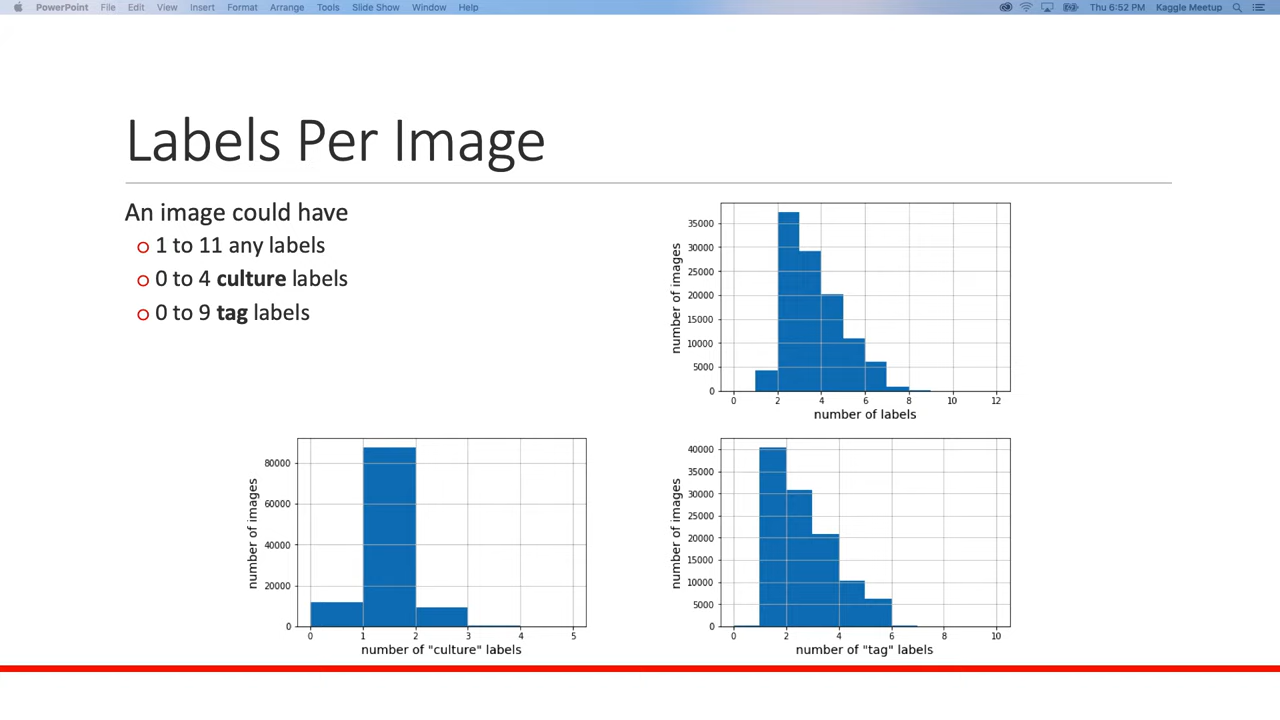 PowerPoint File Edit View Insert Format Arrange Tools Slide Show Window Help Thu 6:52 PM Kaggle Meetup
Labels Per Image
An image could have
1 to 11 any labels
0 to 4 culture labels
0 to 9 tag labels
35000
30000
25000
20000
15000
10000
5000
0
number of images
0 2 4 6 8 10 12
number of labels
80000
60000
40000
20000
0
number of images
0 1 2 3 4 5
number of "culture" labels
40000
35000
30000
25000
20000
15000
10000
5000
0
number of images
0 2 4 6 8 10
number of "tag" labels